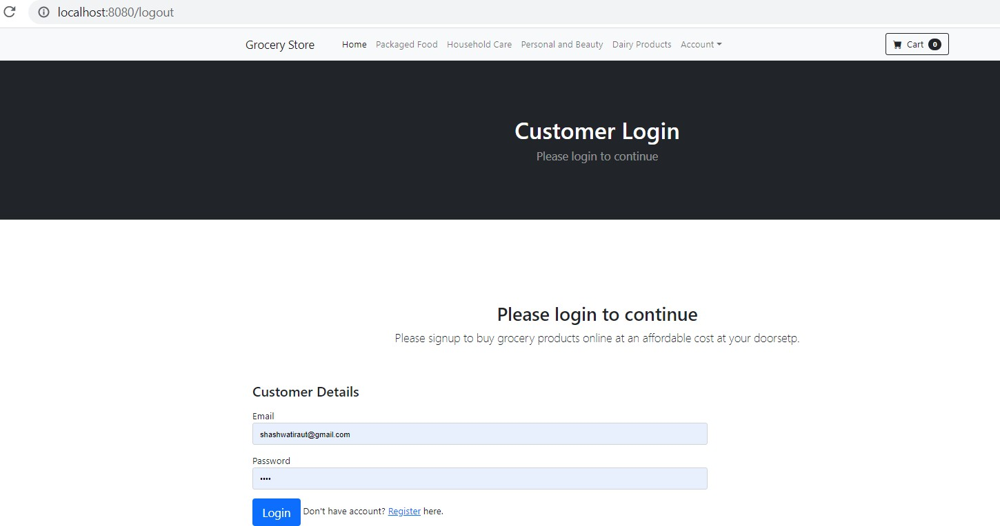 localhost:8080/logout
Grocery Store Home Packaged Food Household Care Personal and Beauty Dairy Products Account Cart 0
Customer Login
Please login to continue
Please login to continue
Please signup to buy grocery products online at an affordable cost at your doorsetp.
Customer Details
Email
shashwatiraut@gmail.com
Password
••••
Login Don't have account? Register here.